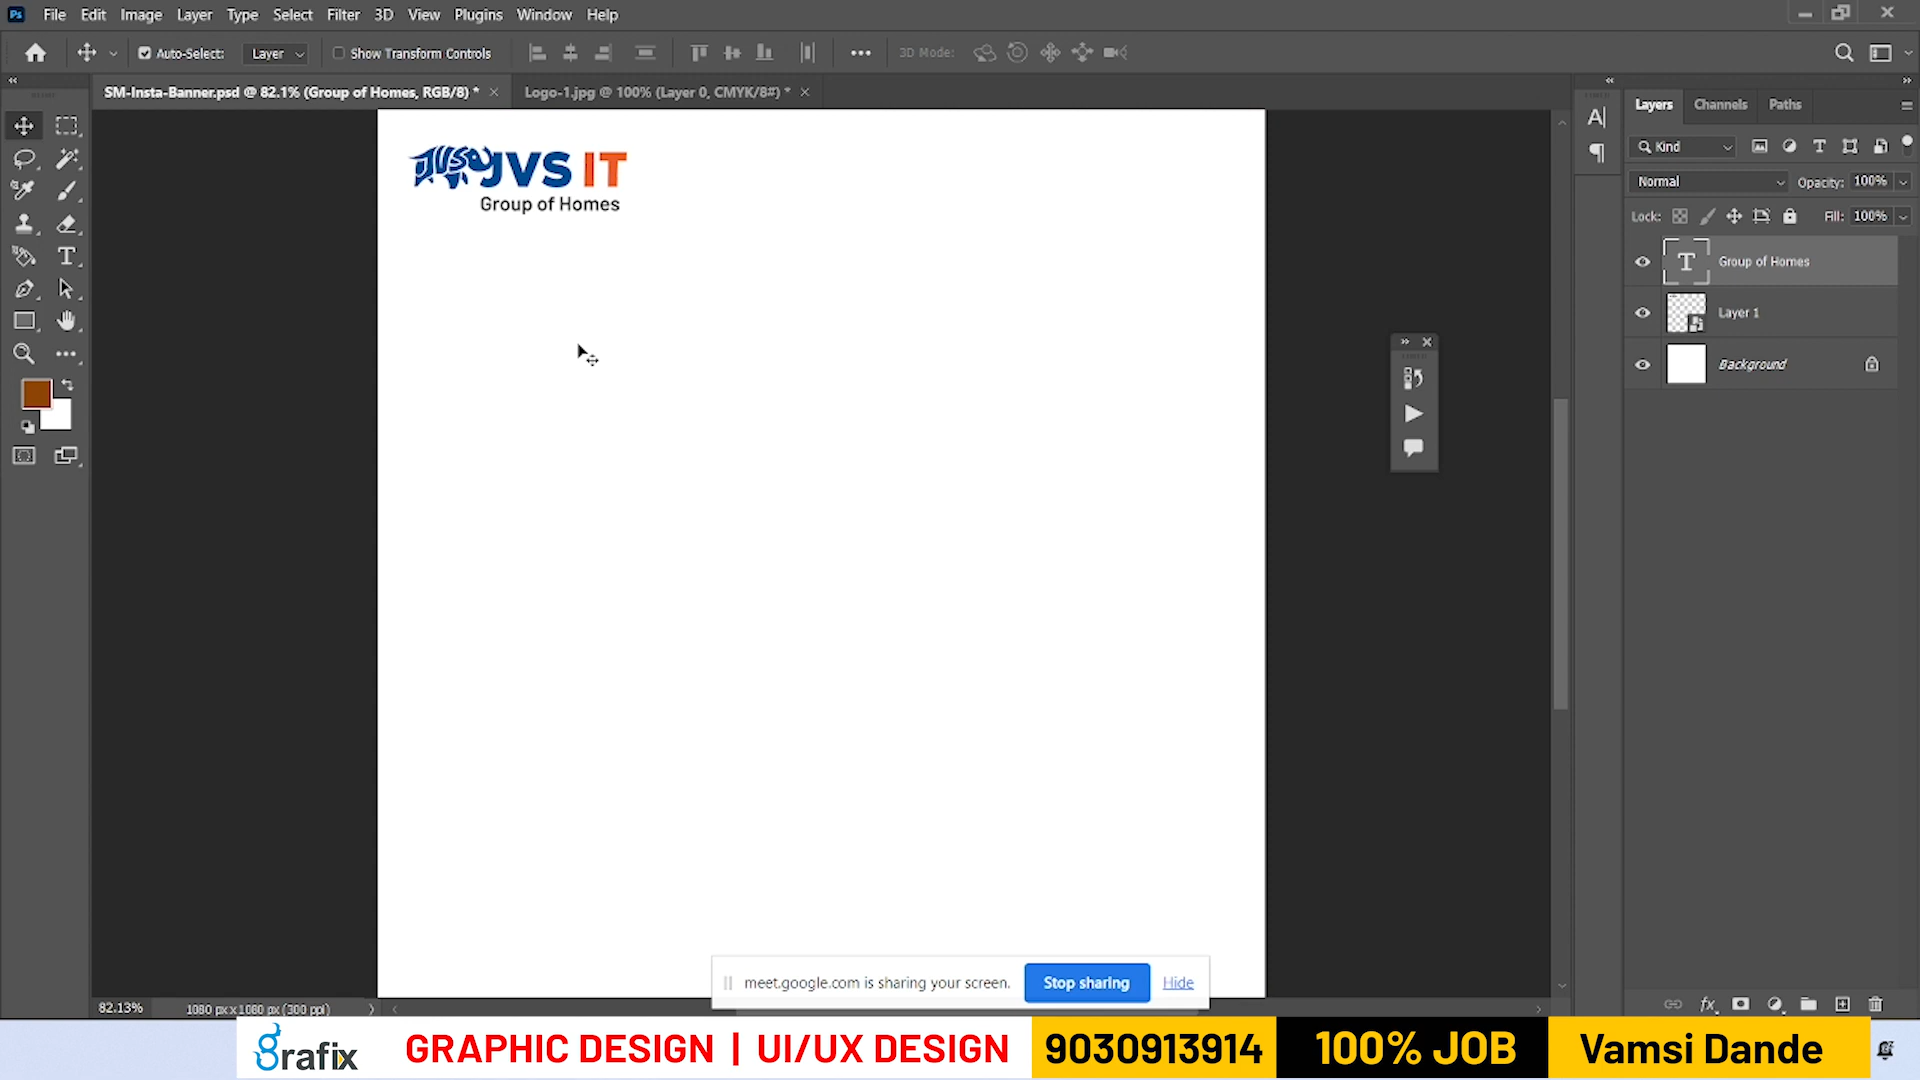 Ps File Edit Image Layer Type Select Filter 3D View Plugins Window Help
Auto-Select: Layer Show Transform Controls 3D Mode:
SM-Insta-Banner.psd @ 82.1% (Group of Homes, RGB/8) * Logo-1.jpg @ 100% (Layer 0, CMYK/8#) *
Layers Channels Paths
Kind
Normal Opacity: 100%
Lock: Fill: 100%
JVS IT
Group of Homes
Group of Homes
Layer 1
Background
meet.google.com is sharing your screen. Stop sharing Hide
82.13% 1080 px x 1080 px (300 ppi)
grafix GRAPHIC DESIGN | UI/UX DESIGN 9030913914 100% JOB Vamsi Dande